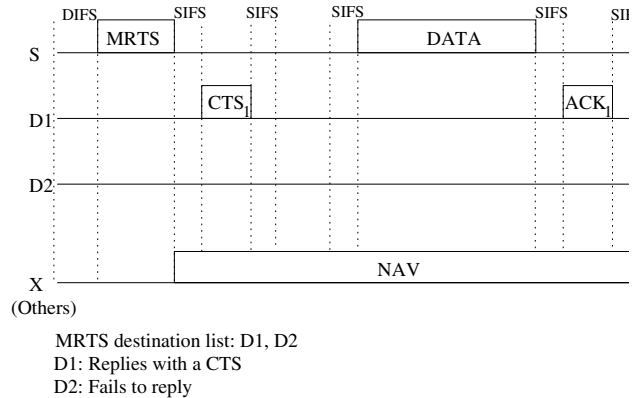 DIFS SIFS SIFS SIFS SIFS
MRTS DATA
S
CTS1 ACK1
D1
D2
NAV
X
(Others)
MRTS destination list: D1, D2
D1: Replies with a CTS
D2: Fails to reply